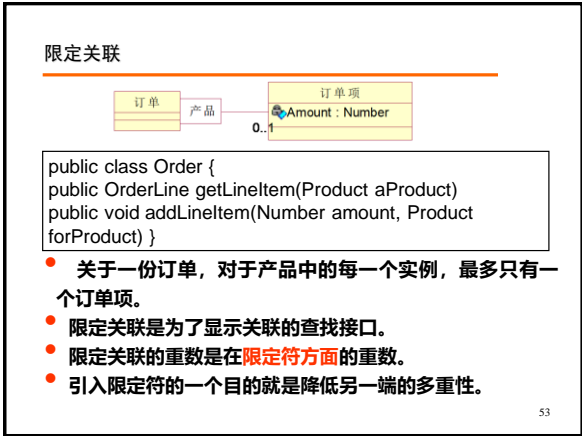 限定关联
订单
产品
订单项
Amount : Number
0..1
public class Order {
public OrderLine getLineItem(Product aProduct)
public void addLineItem(Number amount, Product
forProduct) }
• 关于一份订单，对于产品中的每一个实例，最多只有一
个订单项。
• 限定关联是为了显示关联的查找接口。
• 限定关联的重数是在限定符方面的重数。
• 引入限定符的一个目的就是降低另一端的多重性。
53